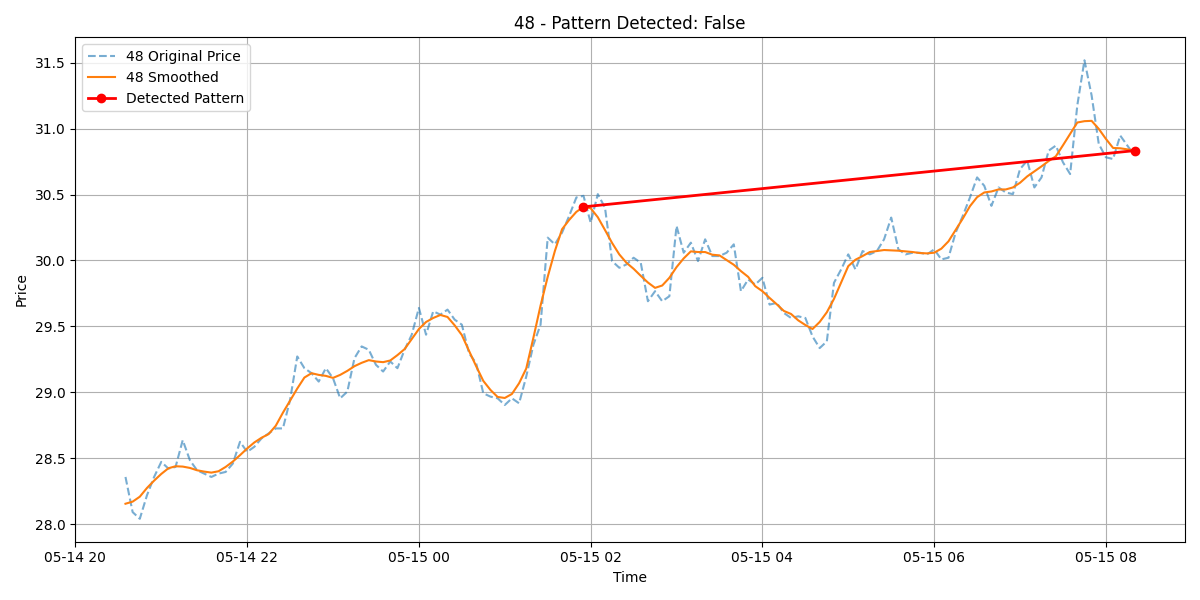 48 - Pattern Detected: False
48 Original Price
48 Smoothed
Detected Pattern
Price
31.5
31.0
30.5
30.0
29.5
29.0
28.5
28.0
05-14 20 05-14 22 05-15 00 05-15 02 05-15 04 05-15 06 05-15 08
Time